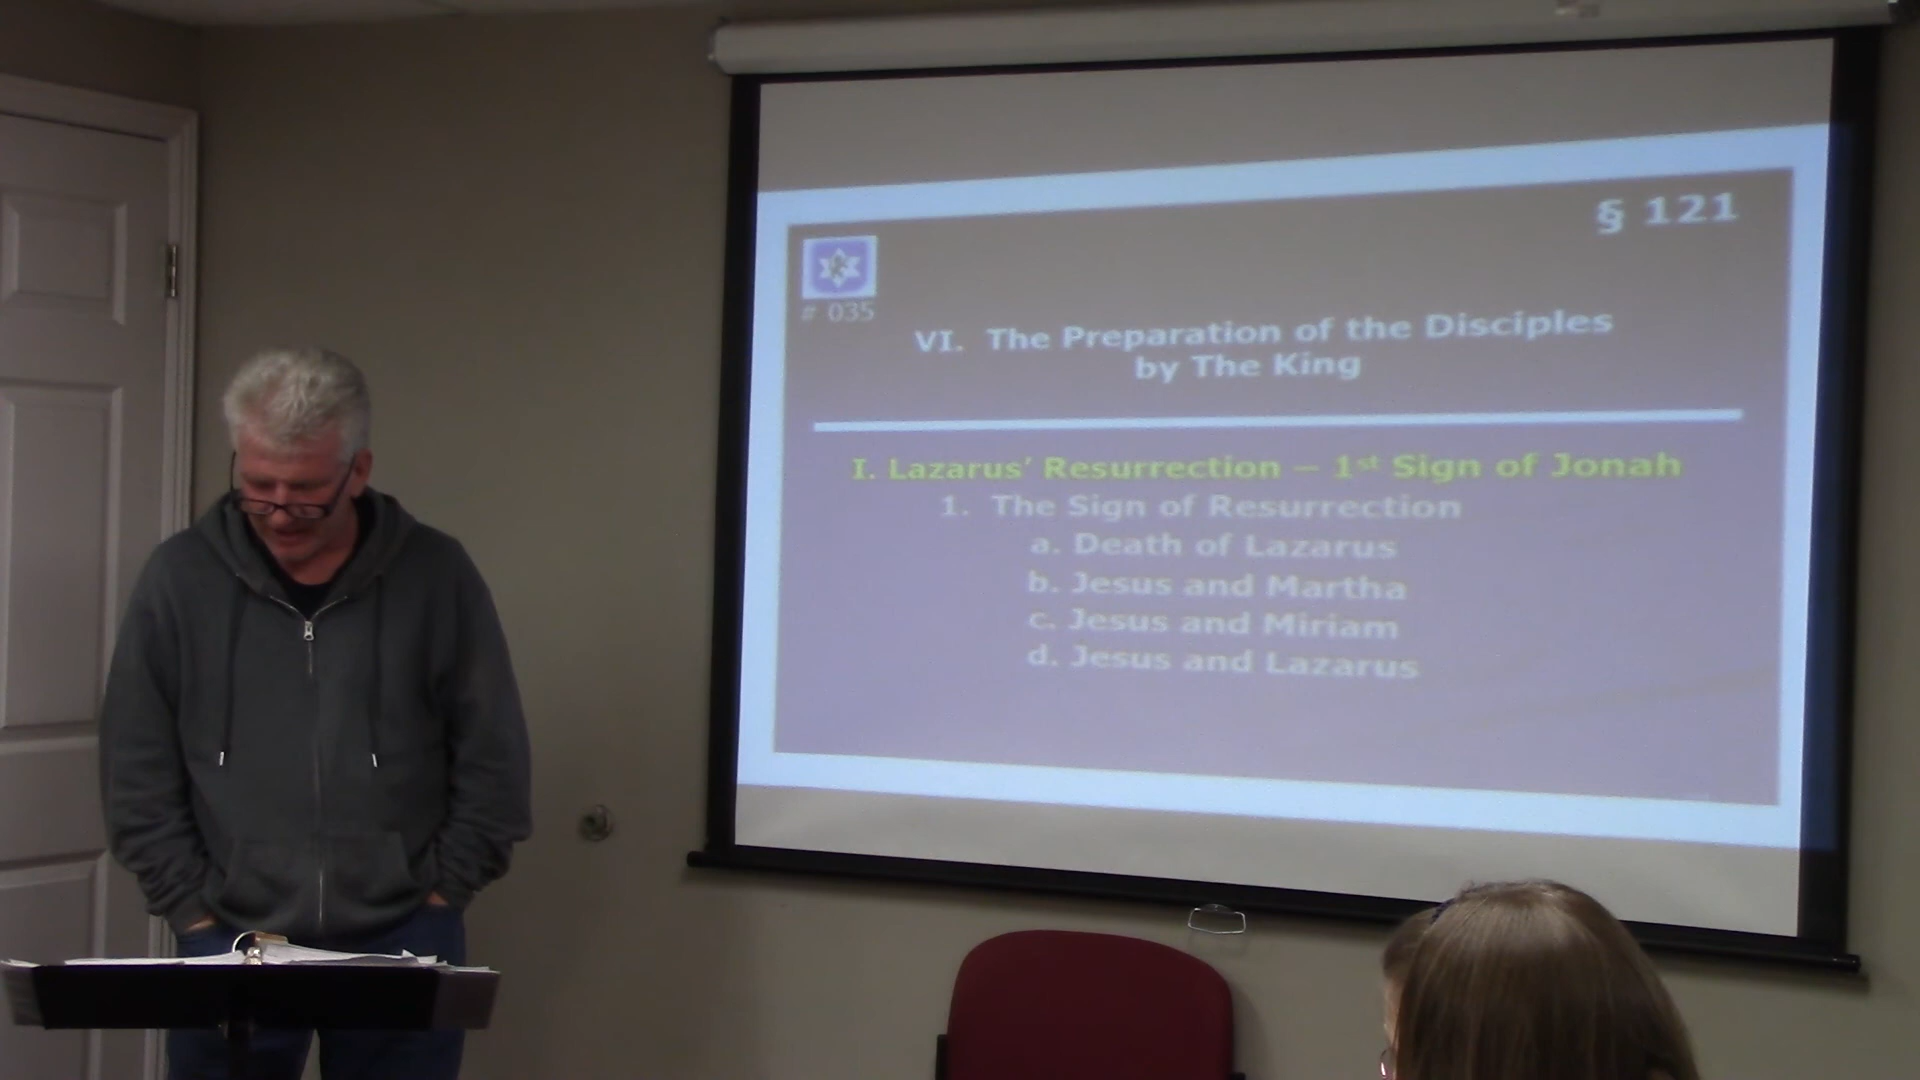 § 121
# 035
VI. The Preparation of the Disciples
by The King
I. Lazarus’ Resurrection – 1st Sign of Jonah
1. The Sign of Resurrection
a. Death of Lazarus
b. Jesus and Martha
c. Jesus and Miriam
d. Jesus and Lazarus